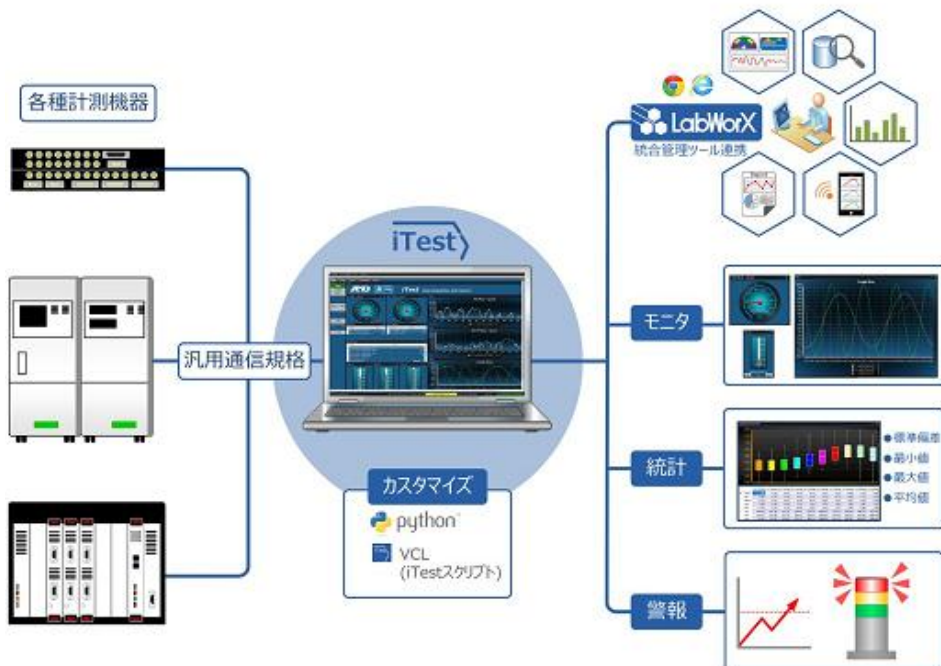 各種計測機器
汎用通信規格
iTest
カスタマイズ
python
VCL
(iTestスクリプト)
LabWorX
統合管理ツール連携
モニタ
統計
標準偏差
最小値
最大値
平均値
警報